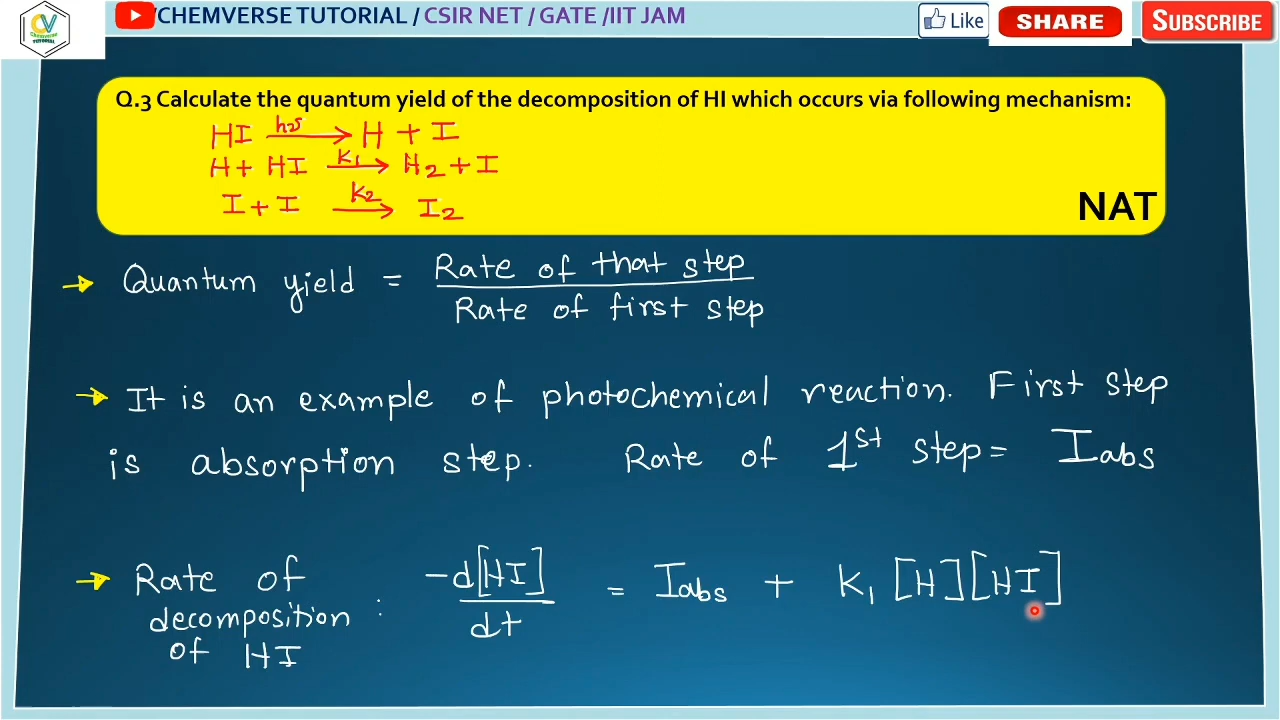 CV
CHEMVERSE
TUTORIAL
/CHEMVERSE TUTORIAL / CSIR NET / GATE /IIT JAM
Like
SHARE
SUBSCRIBE
Q.3 Calculate the quantum yield of the decomposition of HI which occurs via following mechanism:
HI hν → H + I
H + HI K₁ → H₂ + I
I + I K₂ → I₂
NAT
→ Quantum yield = Rate of that step / Rate of first step
→ It is an example of photochemical reaction. First step
is absorption step. Rate of 1st step = Iabs
→ Rate of decomposition of HI : -d[HI]/dt = Iabs + K₁ [H][HI]